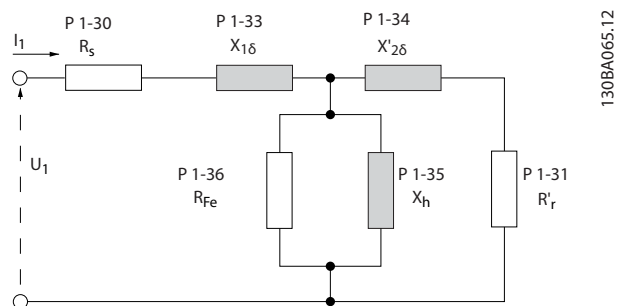 P 1-30
P 1-33
P 1-34
I1
Rs
X1δ
X'2δ
130BA065.12
U1
P 1-36
RFe
P 1-35
Xh
P 1-31
R'r